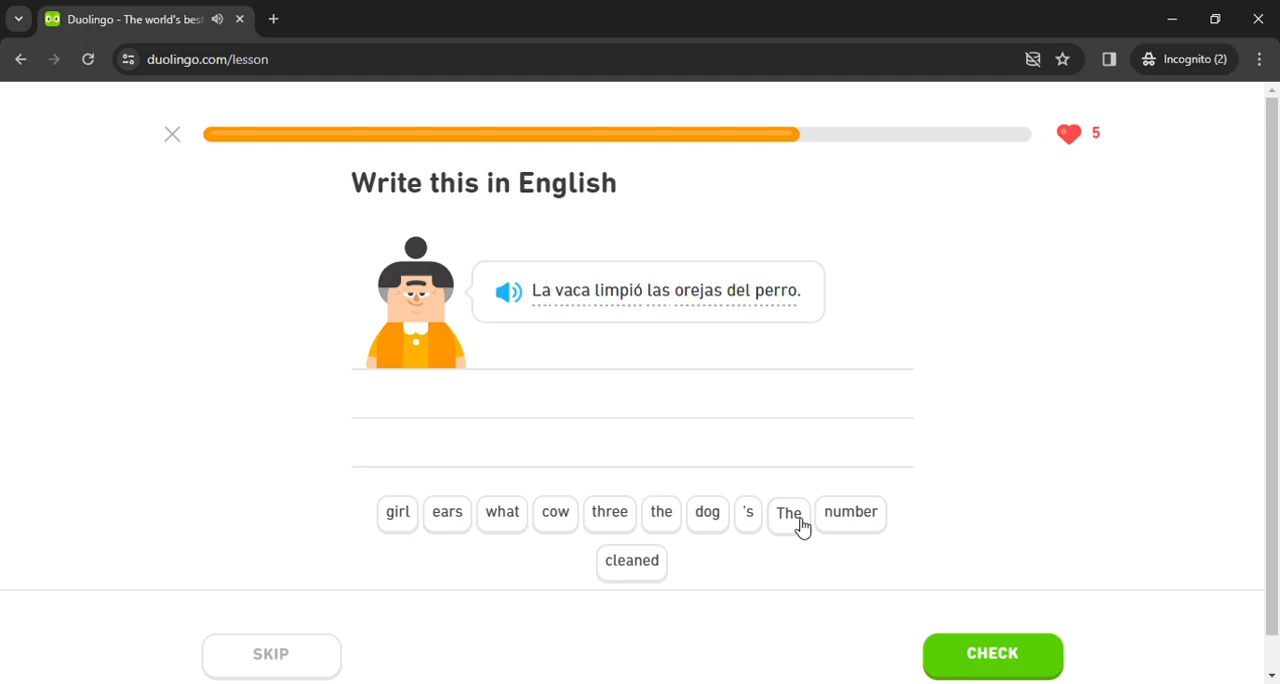 Duolingo - The world's bes
duolingo.com/lesson
Incognito (2)
5
Write this in English
La vaca limpió las orejas del perro.
girl ears what cow three the dog 's The number
cleaned
SKIP
CHECK